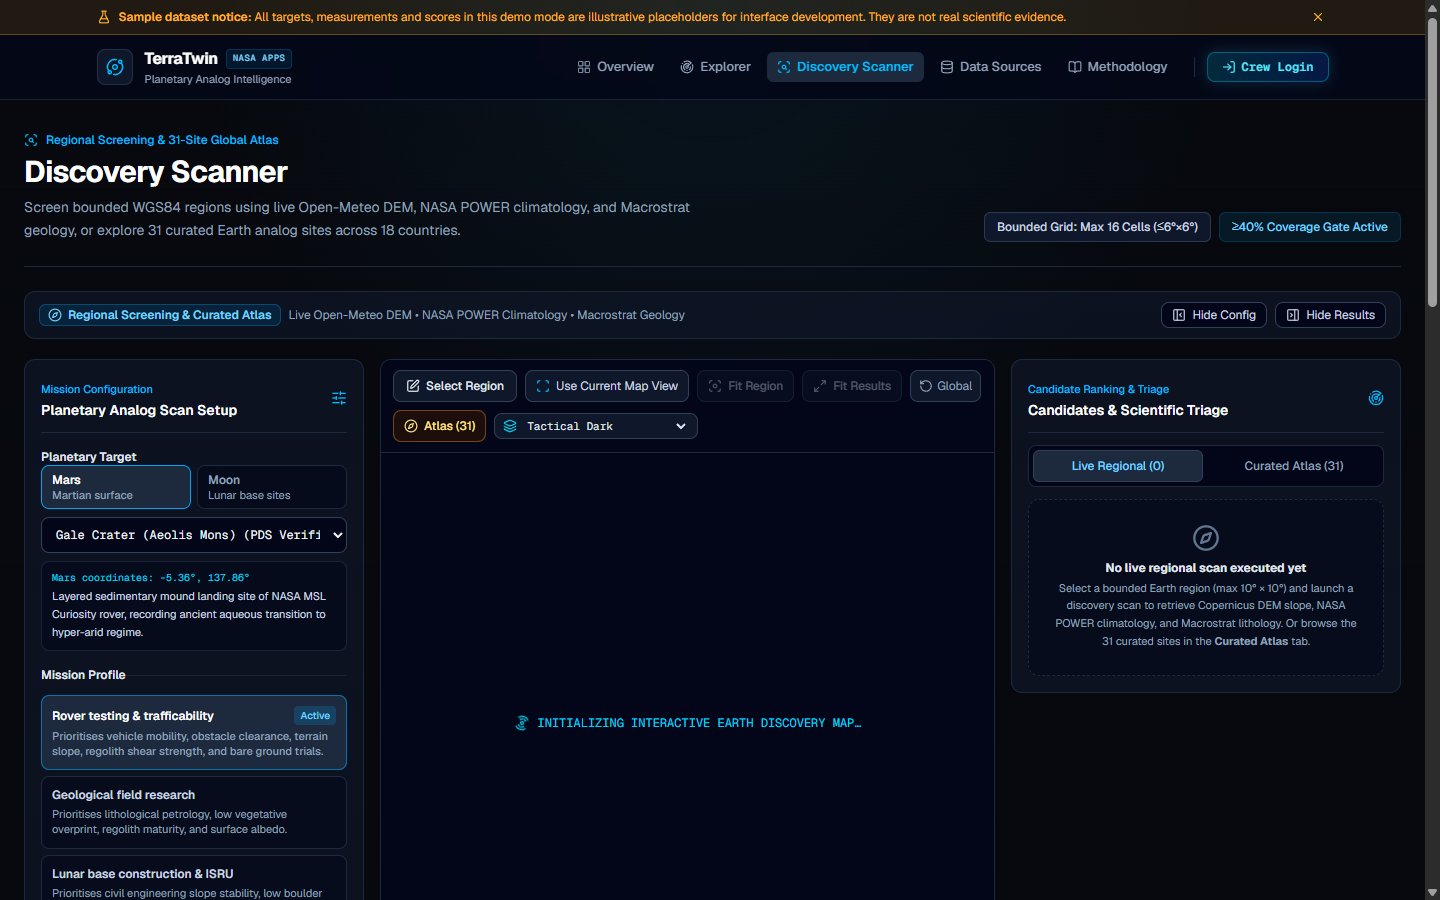 Sample dataset notice: All targets, measurements and scores in this demo mode are illustrative placeholders for interface development. They are not real scientific evidence.
TerraTwin NASA APPS
Planetary Analog Intelligence
Overview
Explorer
Discovery Scanner
Data Sources
Methodology
Crew Login
Regional Screening & 31-Site Global Atlas
Discovery Scanner
Screen bounded WGS84 regions using live Open-Meteo DEM, NASA POWER climatology, and Macrostrat
geology, or explore 31 curated Earth analog sites across 18 countries.
Bounded Grid: Max 16 Cells (≤6°×6°)
≥40% Coverage Gate Active
Regional Screening & Curated Atlas
Live Open-Meteo DEM • NASA POWER Climatology • Macrostrat Geology
Hide Config
Hide Results
Mission Configuration
Planetary Analog Scan Setup
Planetary Target
Mars
Martian surface
Moon
Lunar base sites
Gale Crater (Aeolis Mons) (PDS Verifi
Mars coordinates: -5.36°, 137.86°
Layered sedimentary mound landing site of NASA MSL
Curiosity rover, recording ancient aqueous transition to
hyper-arid regime.
Mission Profile
Rover testing & trafficability
Active
Prioritises vehicle mobility, obstacle clearance, terrain
slope, regolith shear strength, and bare ground trials.
Geological field research
Prioritises lithological petrology, low vegetative
overprint, regolith maturity, and surface albedo.
Lunar base construction & ISRU
Prioritises civil engineering slope stability, low boulder
Select Region
Use Current Map View
Fit Region
Fit Results
Global
Atlas (31)
Tactical Dark
INITIALIZING INTERACTIVE EARTH DISCOVERY MAP…
Candidate Ranking & Triage
Candidates & Scientific Triage
Live Regional (0)
Curated Atlas (31)
No live regional scan executed yet
Select a bounded Earth region (max 10° × 10°) and launch a
discovery scan to retrieve Copernicus DEM slope, NASA
POWER climatology, and Macrostrat lithology. Or browse the
31 curated sites in the Curated Atlas tab.